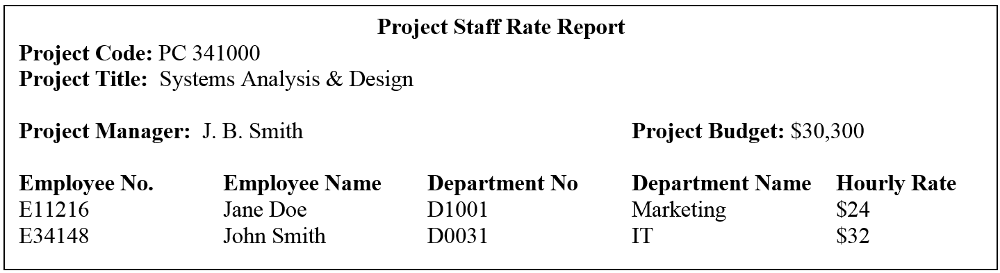 Project Staff Rate Report
Project Code: PC 341000
Project Title: Systems Analysis & Design
Project Manager: J. B. Smith Project Budget: $30,300
Employee No. Employee Name Department No Department Name Hourly Rate
E11216 Jane Doe D1001 Marketing $24
E34148 John Smith D0031 IT $32